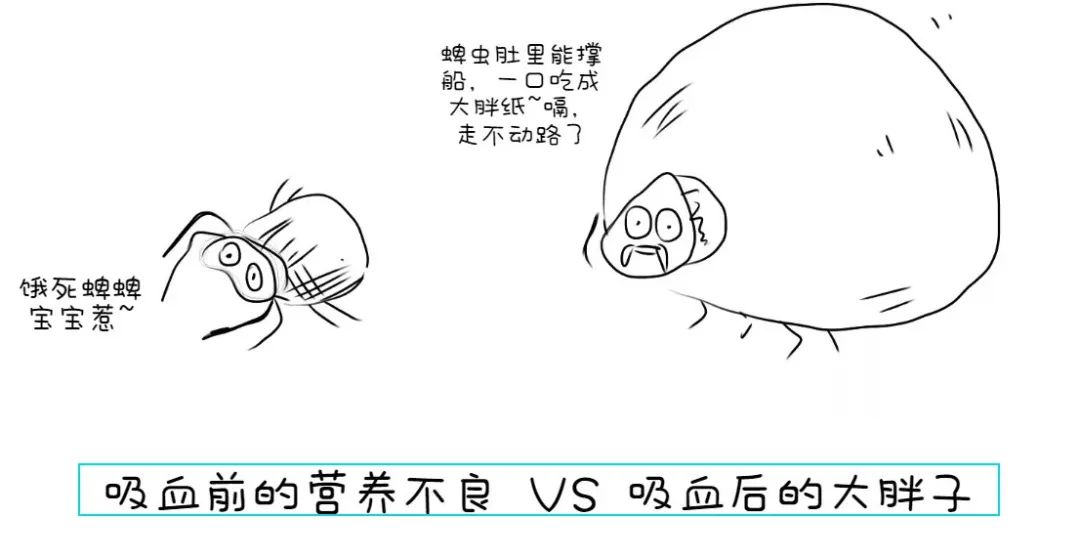 蜱虫肚里能撑
船，一口吃成
大胖纸~嗝，
走不动路了
饿死蜱蜱
宝宝惹~
吸血前的营养不良 VS 吸血后的大胖子